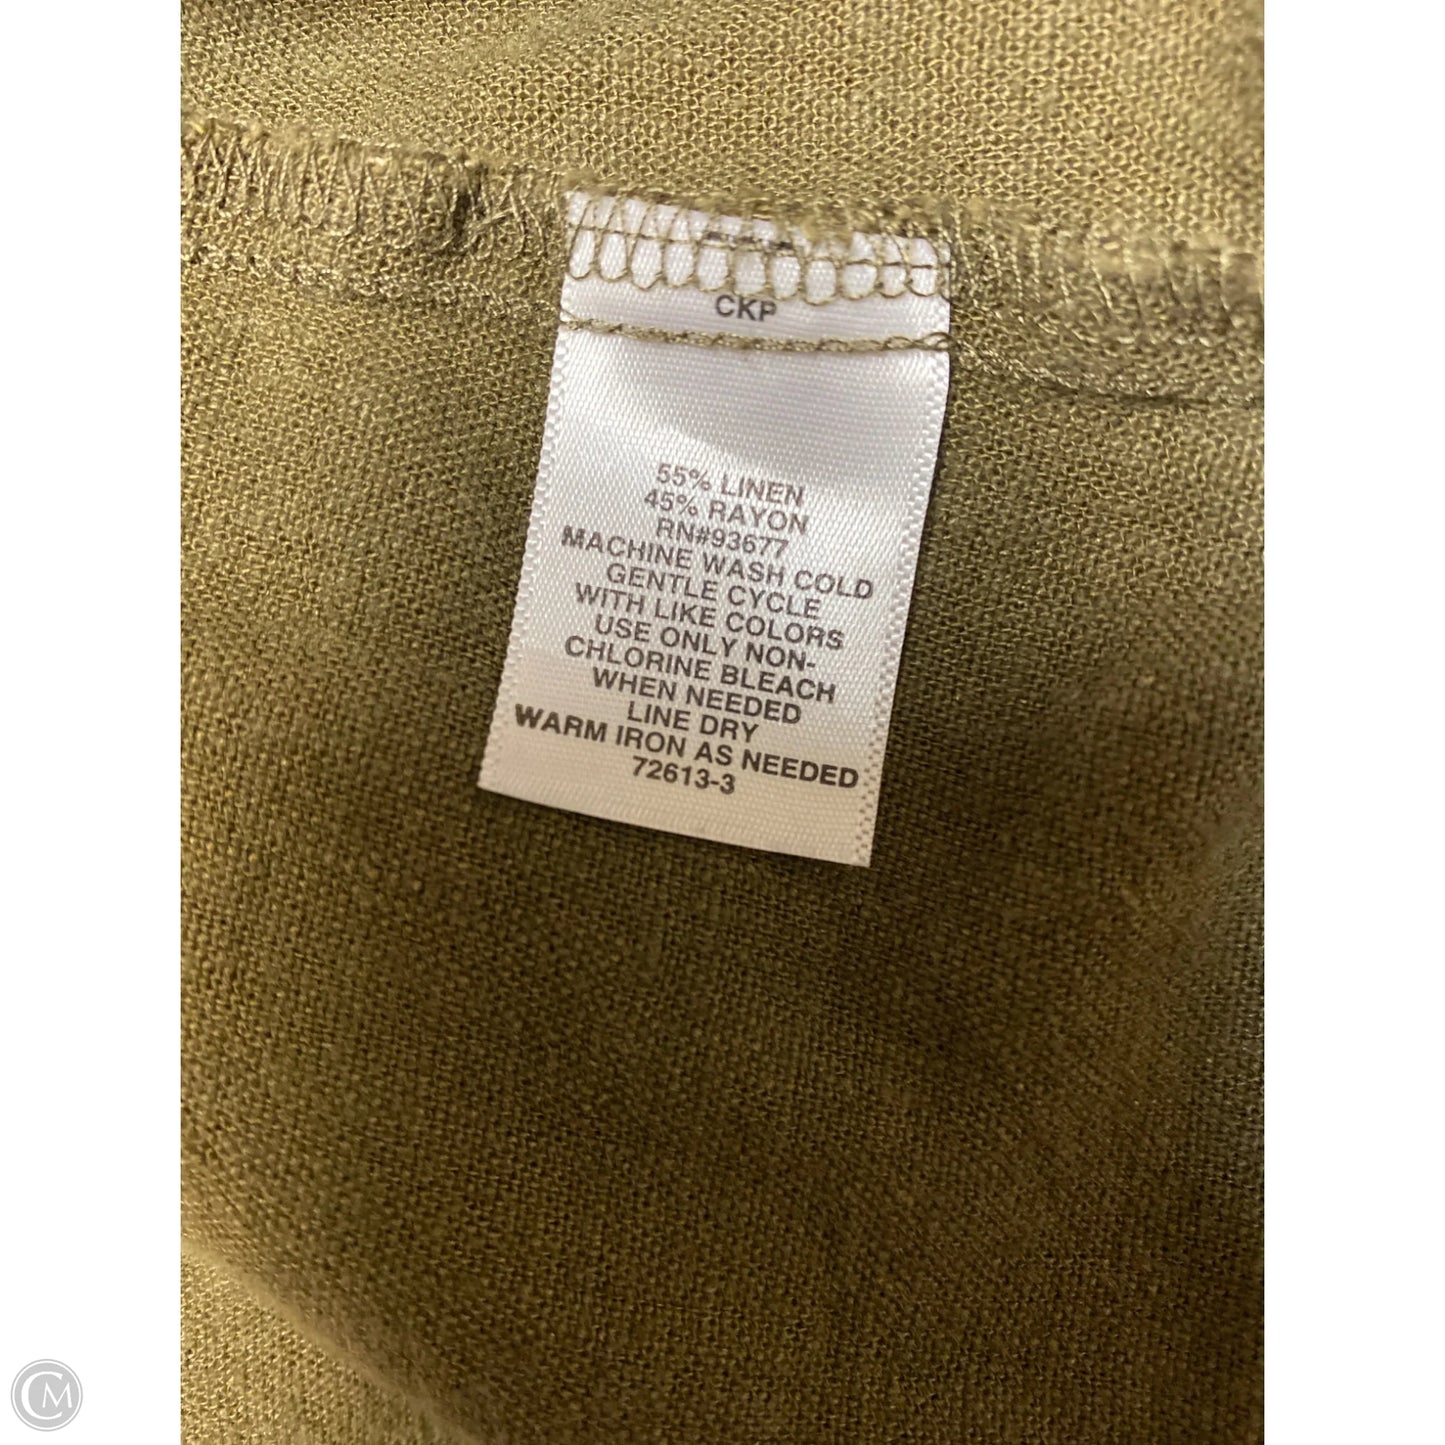 CKP
55% LINEN
45% RAYON
RN#93677
MACHINE WASH COLD
GENTLE CYCLE
WITH LIKE COLORS
USE ONLY NON-
CHLORINE BLEACH
WHEN NEEDED
LINE DRY
WARM IRON AS NEEDED
72613-3
CM